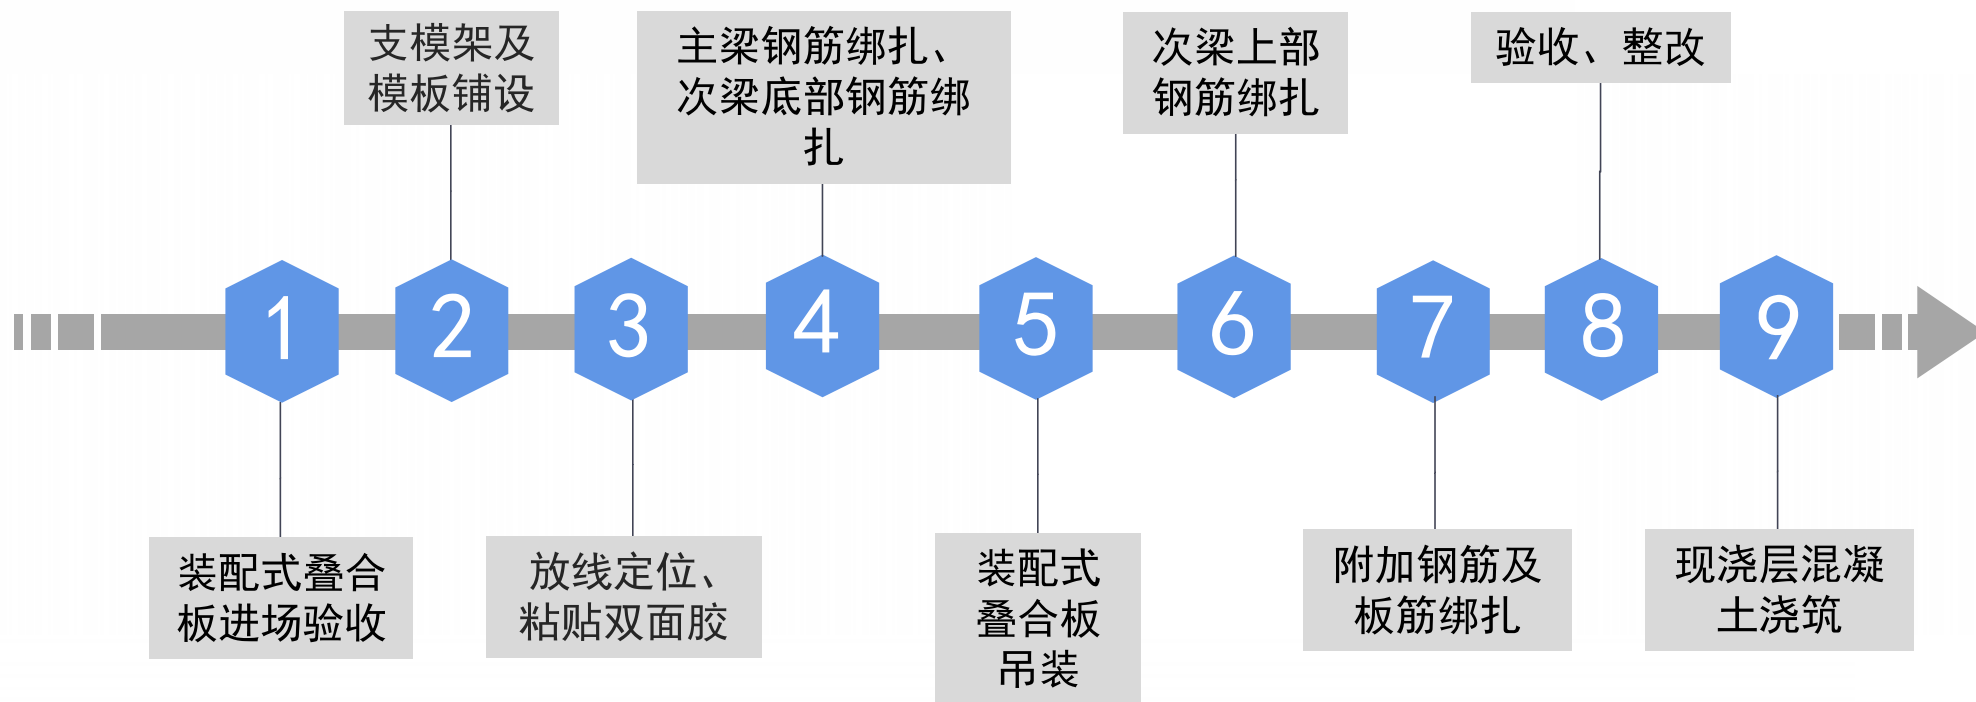 支模架及
模板铺设
主梁钢筋绑扎、
次梁底部钢筋绑
扎
次梁上部
钢筋绑扎
验收、整改
1
2
3
4
5
6
7
8
9
装配式叠合
板进场验收
放线定位、
粘贴双面胶
装配式
叠合板
吊装
附加钢筋及
板筋绑扎
现浇层混凝
土浇筑